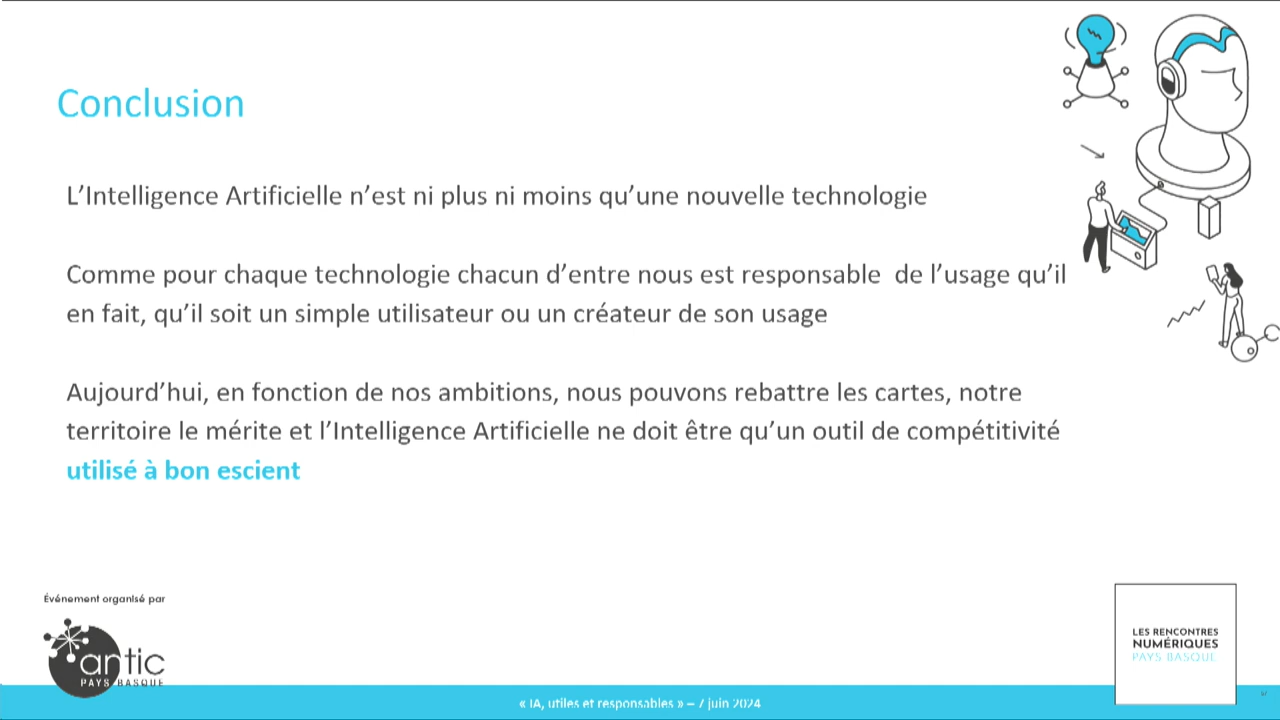 Conclusion
L’Intelligence Artificielle n’est ni plus ni moins qu’une nouvelle technologie
Comme pour chaque technologie chacun d’entre nous est responsable  de l’usage qu’il
en fait, qu’il soit un simple utilisateur ou un créateur de son usage
Aujourd’hui, en fonction de nos ambitions, nous pouvons rebattre les cartes, notre
territoire le mérite et l’Intelligence Artificielle ne doit être qu’un outil de compétitivité
utilisé à bon escient
Événement organisé par
antic
PAYS BASQUE
« IA, utiles et responsables » – 7 juin 2024
LES RENCONTRES
NUMÉRIQUES
PAYS BASQUE